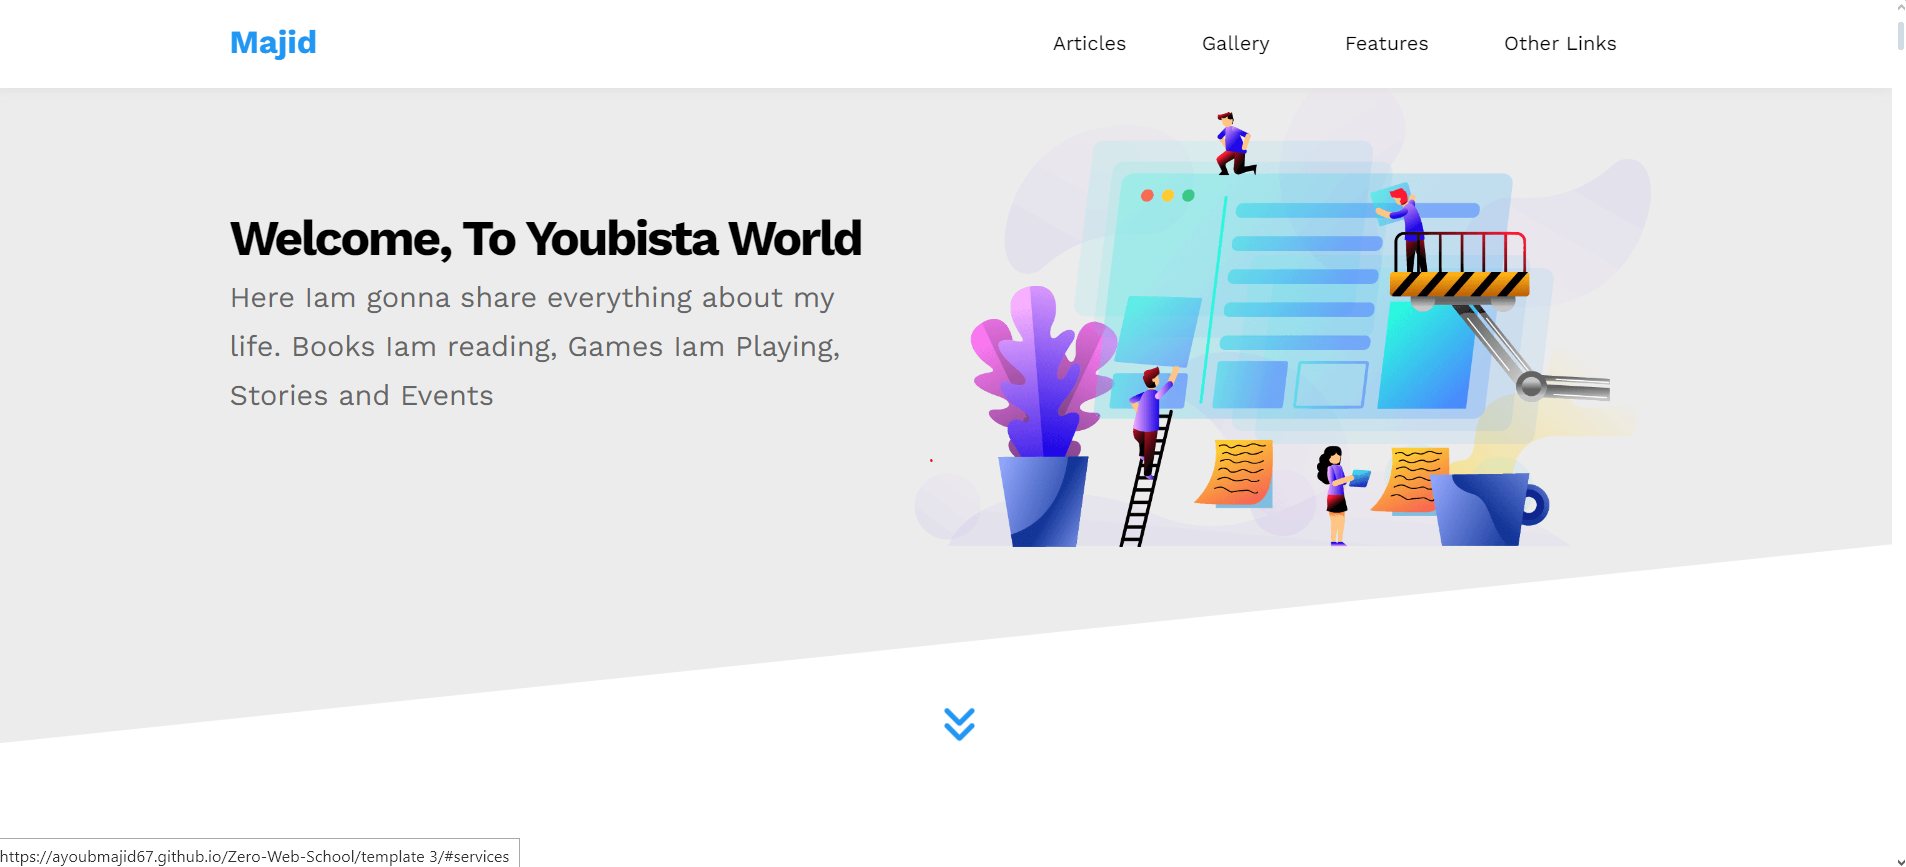 Majid
Articles
Gallery
Features
Other Links
Welcome, To Youbista World
Here Iam gonna share everything about my
life. Books Iam reading, Games Iam Playing,
Stories and Events
https://ayoubmajid67.github.io/Zero-Web-School/template 3/#services